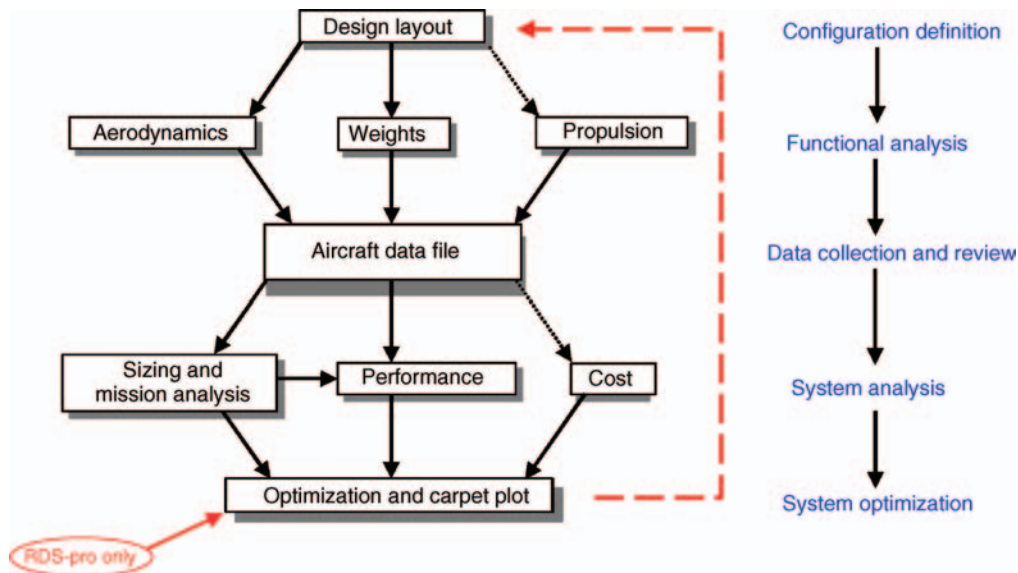 Design layout
Configuration definition
Aerodynamics
Weights
Propulsion
Functional analysis
Aircraft data file
Data collection and review
Sizing and
mission analysis
Performance
Cost
System analysis
Optimization and carpet plot
System optimization
RDS-pro only